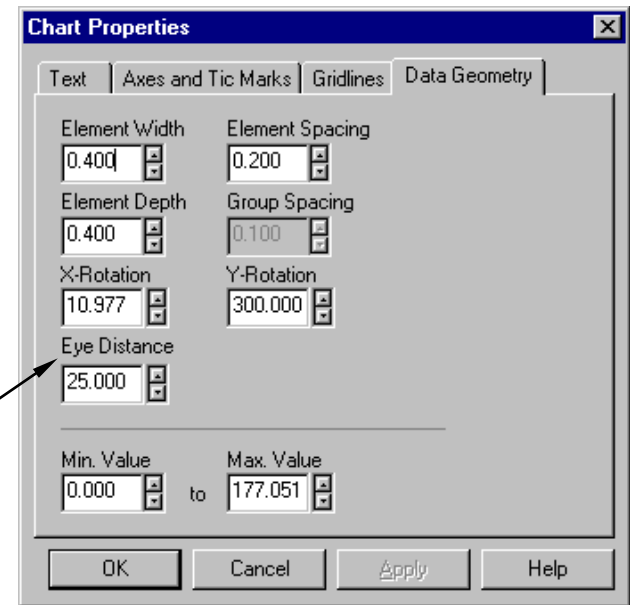 Chart Properties
Text Axes and Tic Marks Gridlines Data Geometry
Element Width Element Spacing
0.400 0.200
Element Depth Group Spacing
0.400 0.100
X-Rotation Y-Rotation
10.977 300.000
Eye Distance
25.000
Min. Value Max. Value
0.000 to 177.051
OK Cancel Apply Help